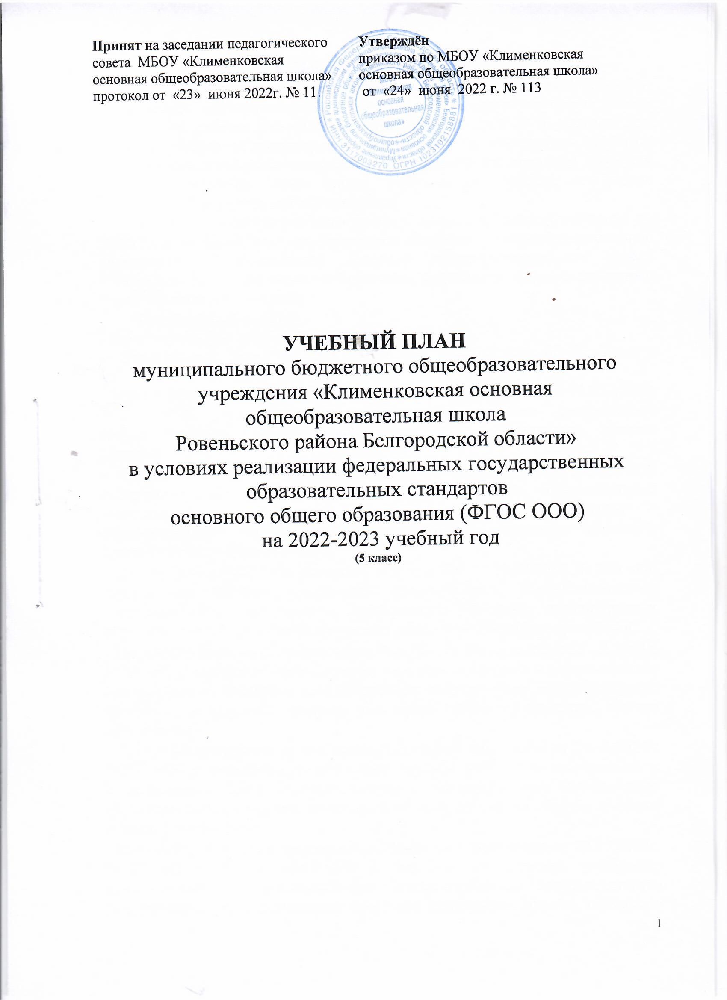 Принят на заседании педагогического
совета МБОУ «Клименковская
основная общеобразовательная школа»
протокол от «23» июня 2022г. № 11.
Утверждён
приказом по МБОУ «Клименковская
основная общеобразовательная школа»
от «24» июня 2022 г. № 113
основная
общеобразовательная
школа»
ИНН 3117003270 ОГРН 1023102158881
УЧЕБНЫЙ ПЛАН
муниципального бюджетного общеобразовательного
учреждения «Клименковская основная
общеобразовательная школа
Ровеньского района Белгородской области»
в условиях реализации федеральных государственных
образовательных стандартов
основного общего образования (ФГОС ООО)
на 2022-2023 учебный год
(5 класс)
1